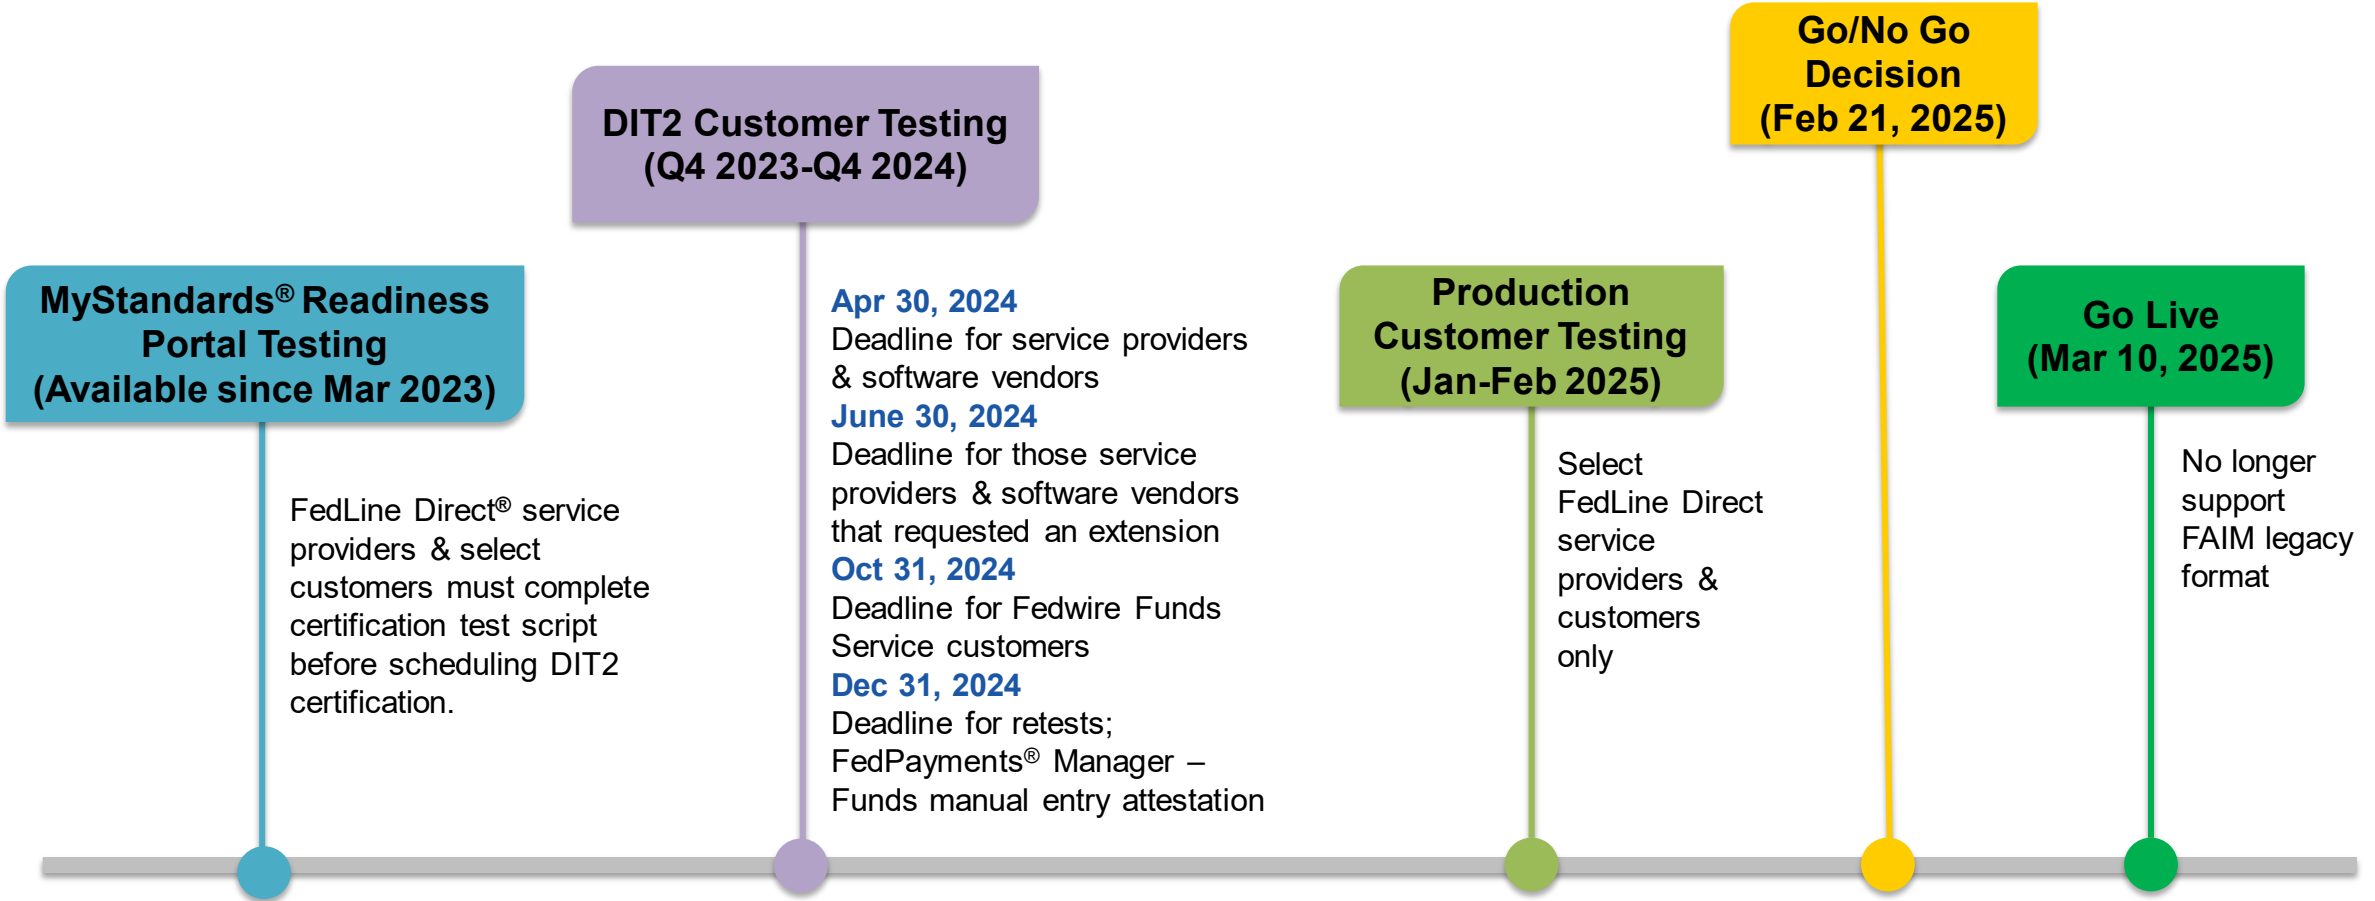 MyStandards® Readiness
Portal Testing
(Available since Mar 2023)
FedLine Direct® service
providers & select
customers must complete
certification test script
before scheduling DIT2
certification.
DIT2 Customer Testing
(Q4 2023-Q4 2024)
Apr 30, 2024
Deadline for service providers
& software vendors
June 30, 2024
Deadline for those service
providers & software vendors
that requested an extension
Oct 31, 2024
Deadline for Fedwire Funds
Service customers
Dec 31, 2024
Deadline for retests;
FedPayments® Manager –
Funds manual entry attestation
Production
Customer Testing
(Jan-Feb 2025)
Select
FedLine Direct
service
providers &
customers
only
Go/No Go
Decision
(Feb 21, 2025)
Go Live
(Mar 10, 2025)
No longer
support
FAIM legacy
format